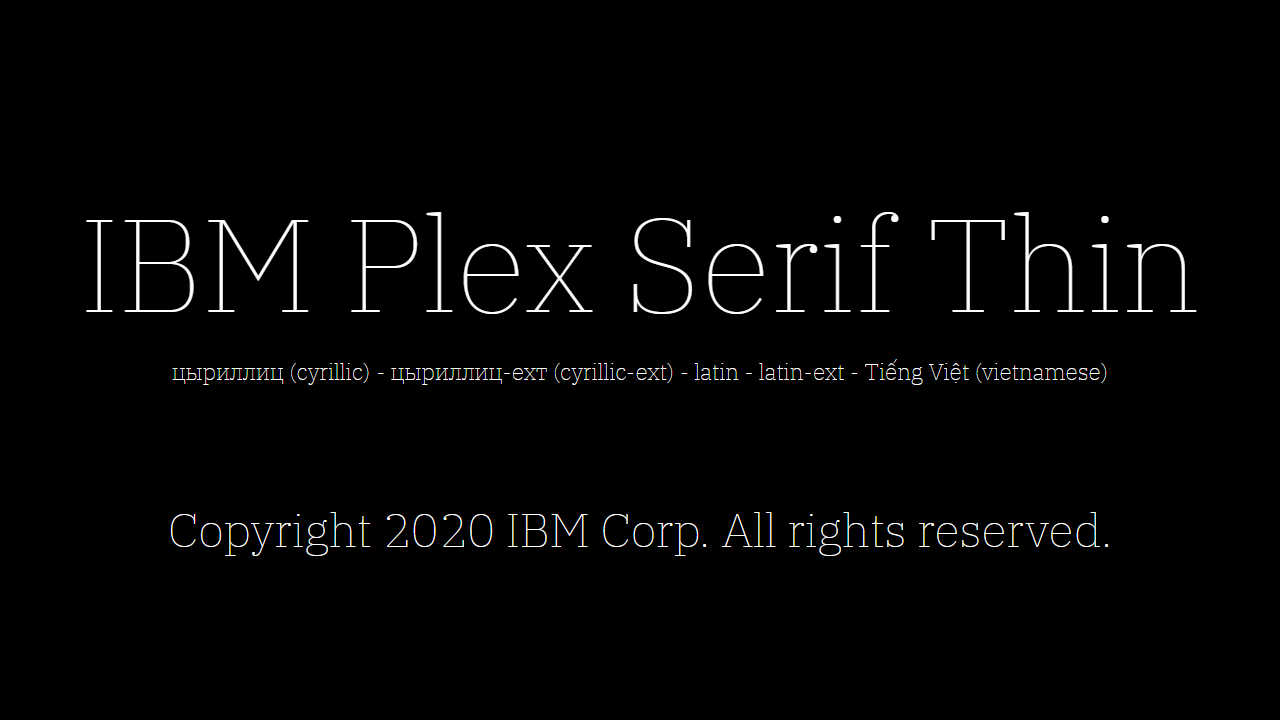 IBM Plex Serif Thin
цыриллиц (cyrillic) - цыриллиц-ext (cyrillic-ext) - latin - latin-ext - Tiếng Việt (vietnamese)
Copyright 2020 IBM Corp. All rights reserved.